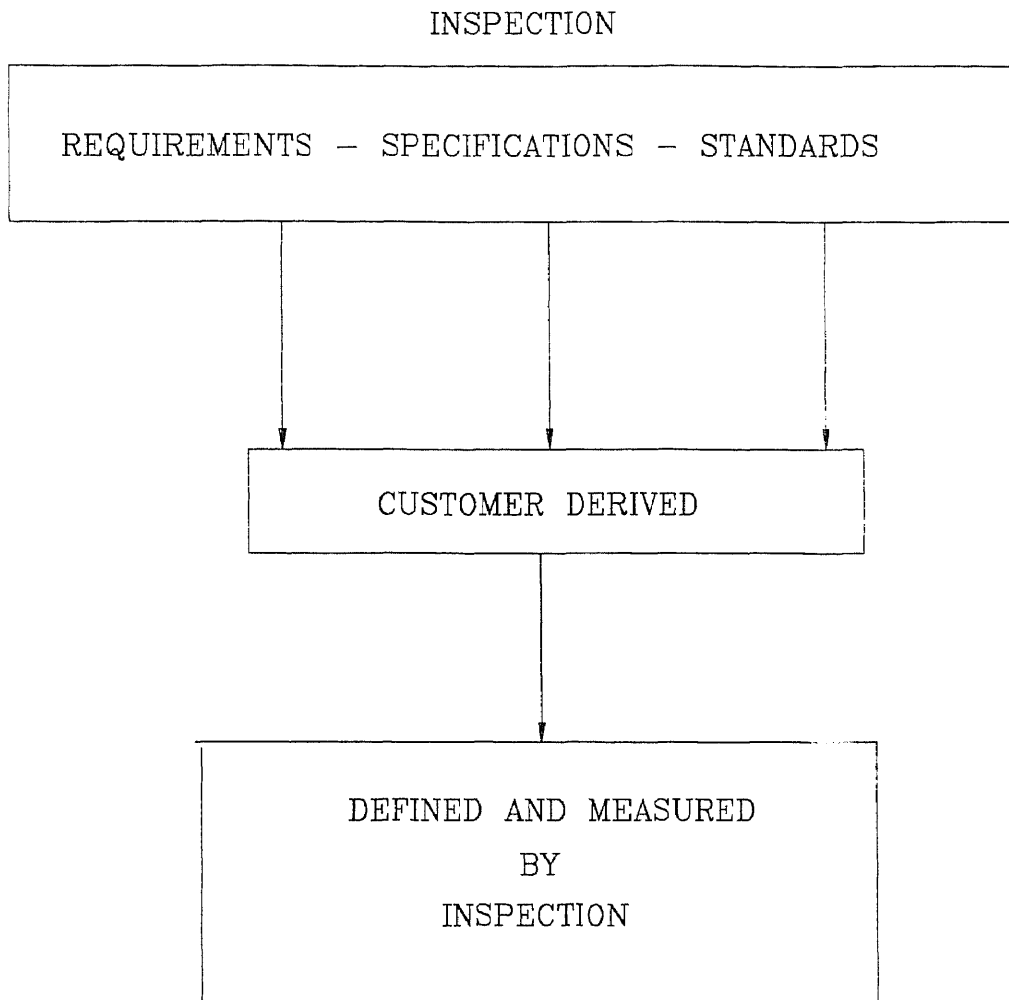 INSPECTION
REQUIREMENTS – SPECIFICATIONS – STANDARDS
CUSTOMER DERIVED
DEFINED AND MEASURED
BY
INSPECTION